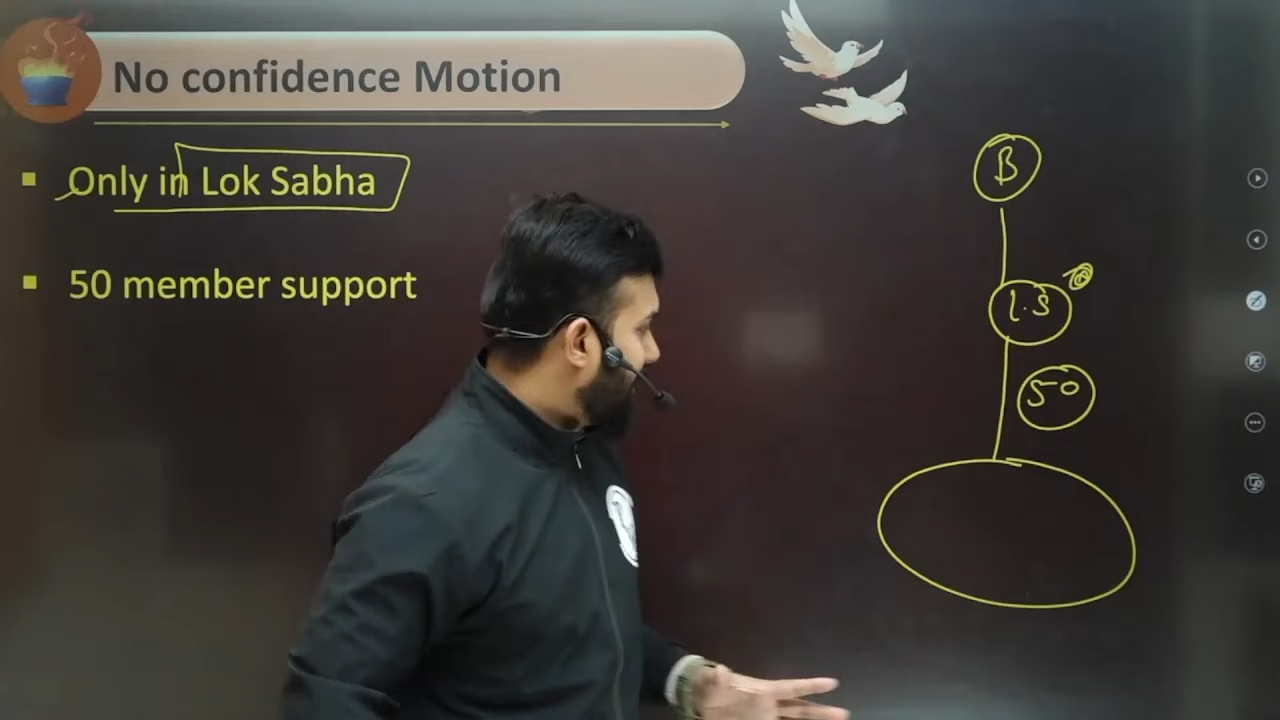 No confidence Motion
Only in Lok Sabha
50 member support
B
L.S
50